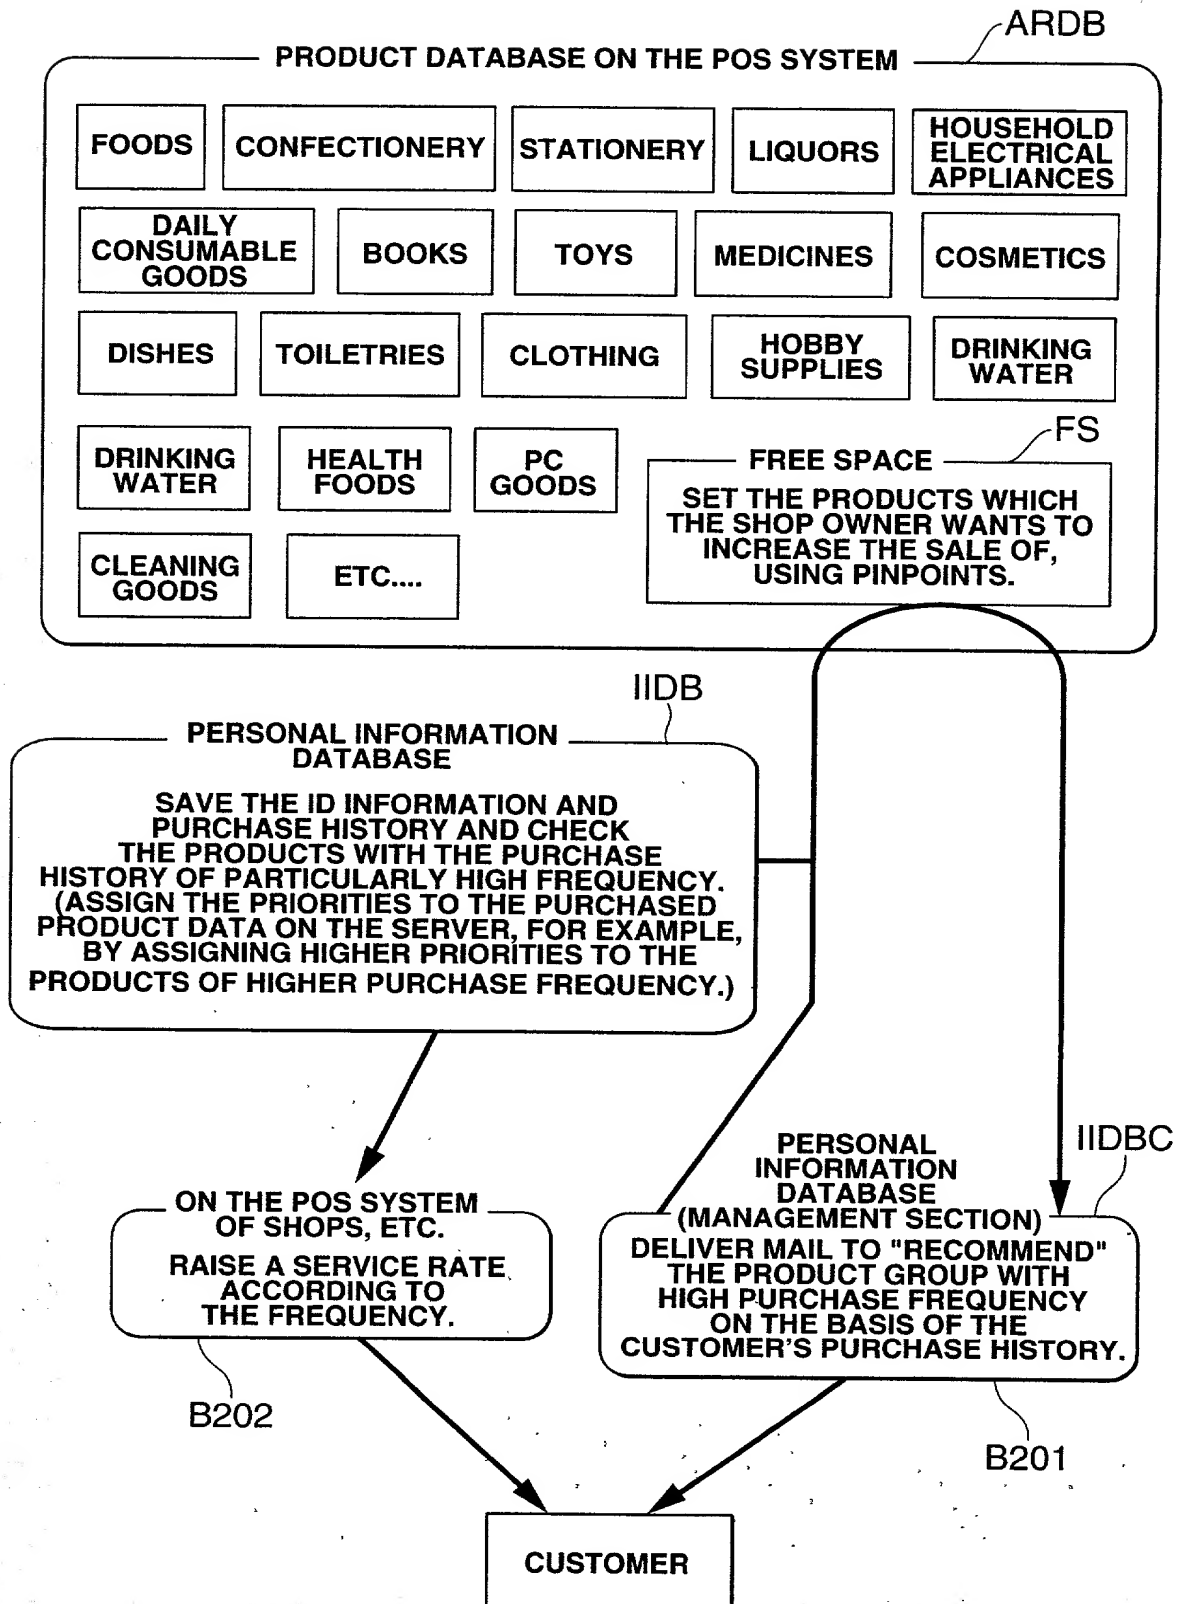 ARDB
PRODUCT DATABASE ON THE POS SYSTEM
FOODS
CONFECTIONERY
STATIONERY
LIQUORS
HOUSEHOLD
ELECTRICAL
APPLIANCES
DAILY
CONSUMABLE
GOODS
BOOKS
TOYS
MEDICINES
COSMETICS
DISHES
TOILETRIES
CLOTHING
HOBBY
SUPPLIES
DRINKING
WATER
DRINKING
WATER
HEALTH
FOODS
PC
GOODS
CLEANING
GOODS
ETC....
FS
FREE SPACE
SET THE PRODUCTS WHICH
THE SHOP OWNER WANTS TO
INCREASE THE SALE OF,
USING PINPOINTS.
IIDB
PERSONAL INFORMATION
DATABASE
SAVE THE ID INFORMATION AND
PURCHASE HISTORY AND CHECK
THE PRODUCTS WITH THE PURCHASE
HISTORY OF PARTICULARLY HIGH FREQUENCY.
(ASSIGN THE PRIORITIES TO THE PURCHASED
PRODUCT DATA ON THE SERVER, FOR EXAMPLE,
BY ASSIGNING HIGHER PRIORITIES TO THE
PRODUCTS OF HIGHER PURCHASE FREQUENCY.)
ON THE POS SYSTEM
OF SHOPS, ETC.
RAISE A SERVICE RATE
ACCORDING TO
THE FREQUENCY.
B202
IIDBC
PERSONAL
INFORMATION
DATABASE
(MANAGEMENT SECTION)
DELIVER MAIL TO "RECOMMEND"
THE PRODUCT GROUP WITH
HIGH PURCHASE FREQUENCY
ON THE BASIS OF THE
CUSTOMER'S PURCHASE HISTORY.
B201
CUSTOMER